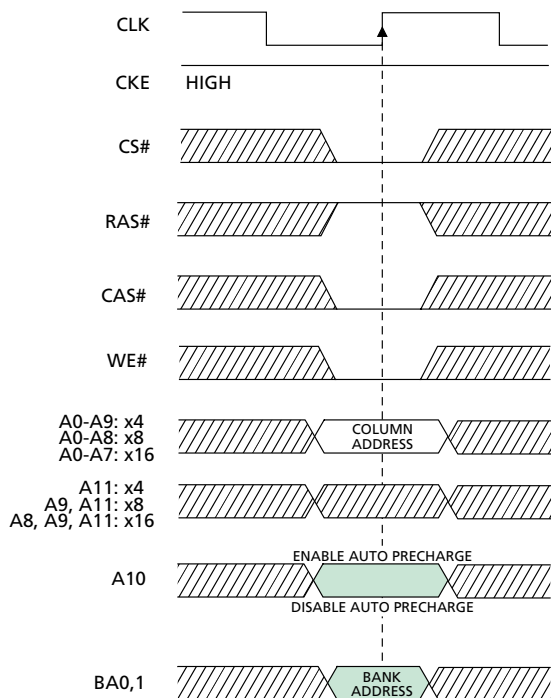 CLK
CKE HIGH
CS#
RAS#
CAS#
WE#
A0-A9: x4
A0-A8: x8
A0-A7: x16
COLUMN
ADDRESS
A11: x4
A9, A11: x8
A8, A9, A11: x16
ENABLE AUTO PRECHARGE
A10
DISABLE AUTO PRECHARGE
BA0,1
BANK
ADDRESS